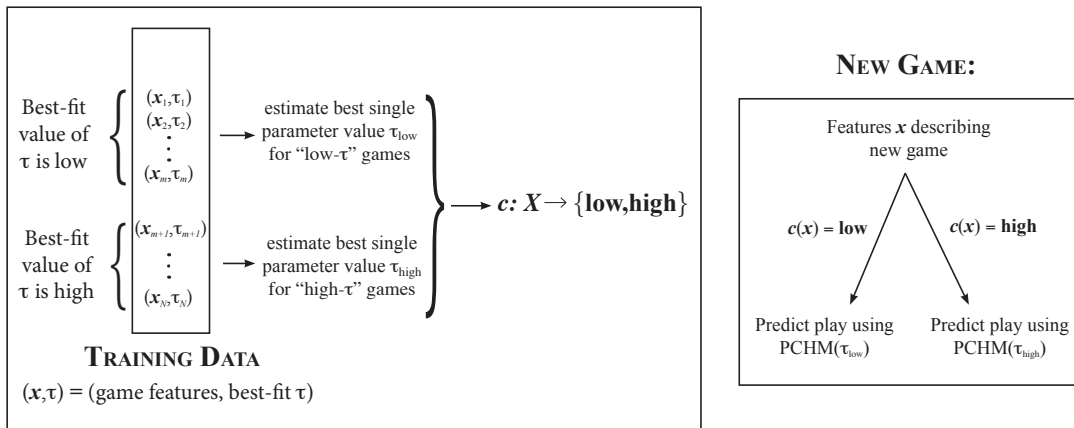 Best-fit
value of
τ is low
(x₁,τ₁)
(x₂,τ₂)
(xₘ,τₘ)
estimate best single
parameter value τlow
for “low-τ” games
Best-fit
value of
τ is high
(xₘ₊₁,τₘ₊₁)
(x_N,τ_N)
estimate best single
parameter value τhigh
for “high-τ” games
c: X → {low,high}
TRAINING DATA
(x,τ) = (game features, best-fit τ)
NEW GAME:
Features x describing
new game
c(x) = low
c(x) = high
Predict play using
PCHM(τlow)
Predict play using
PCHM(τhigh)